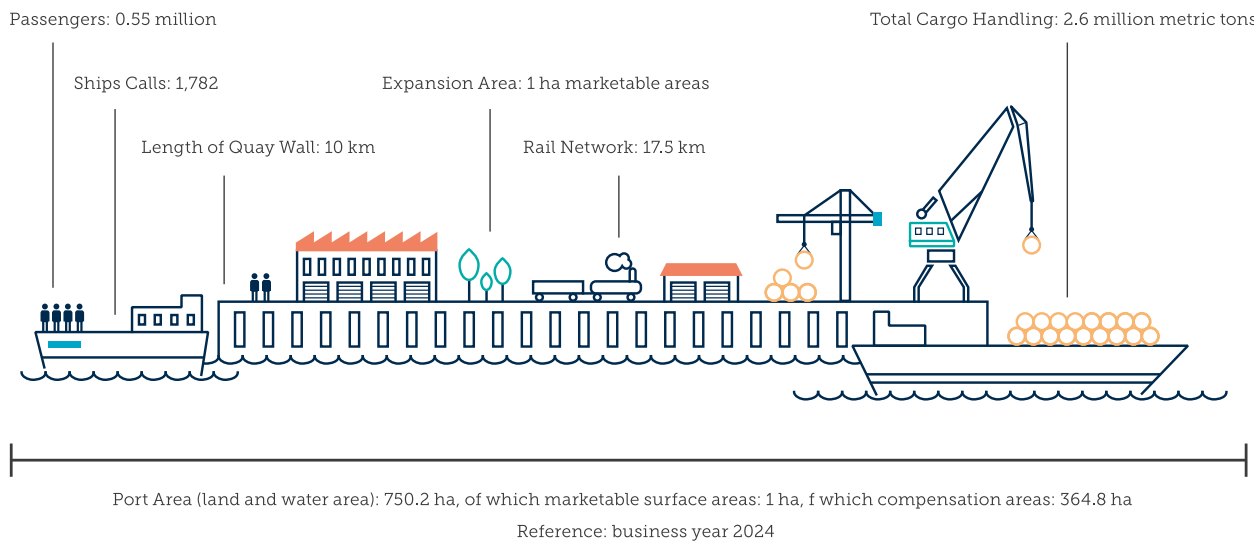 Passengers: 0.55 million
Total Cargo Handling: 2.6 million metric tons
Ships Calls: 1,782
Expansion Area: 1 ha marketable areas
Length of Quay Wall: 10 km
Rail Network: 17.5 km
Port Area (land and water area): 750.2 ha, of which marketable surface areas: 1 ha, f which compensation areas: 364.8 ha
Reference: business year 2024